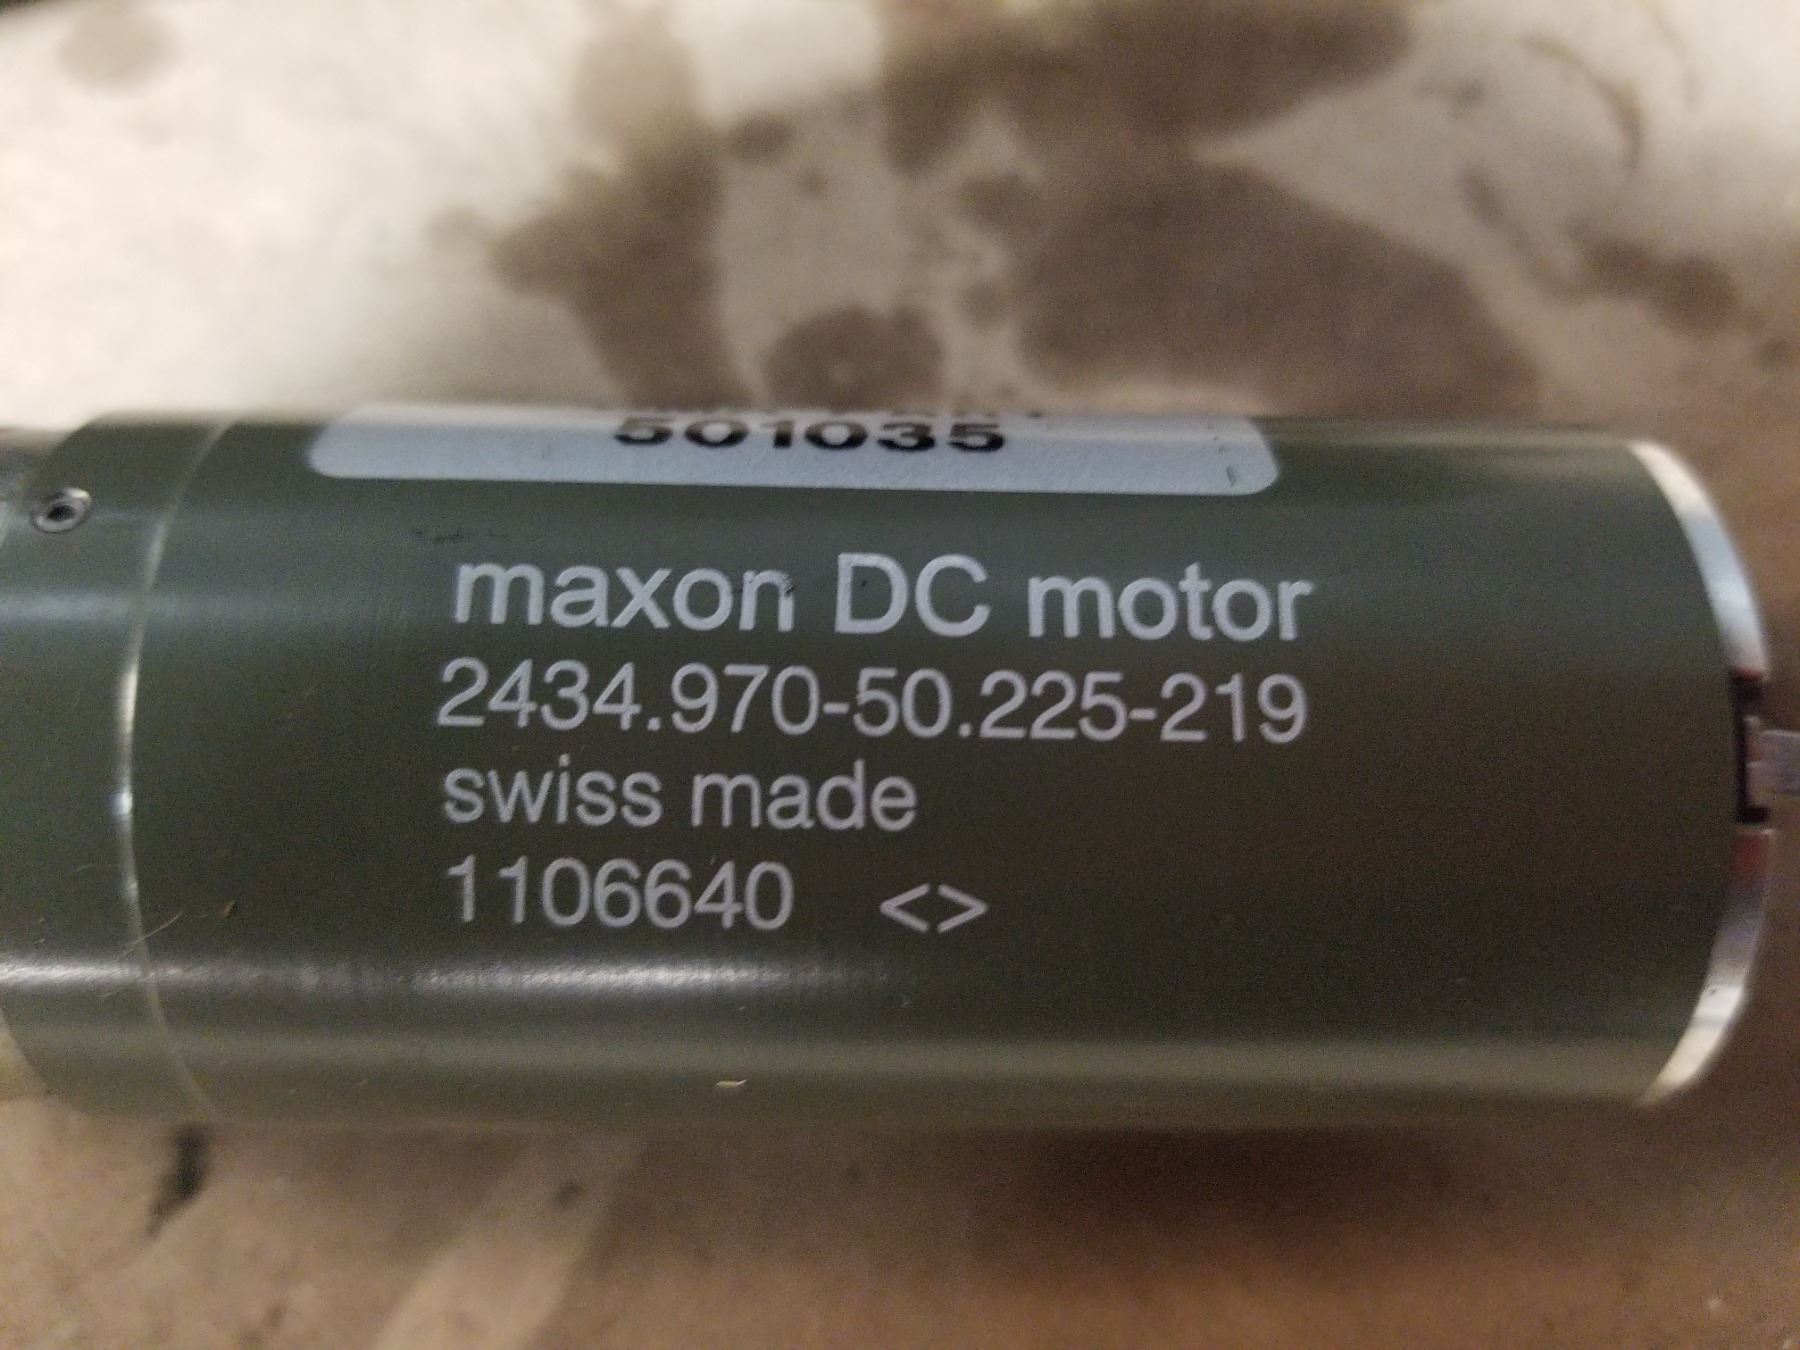 501035
maxon DC motor
2434.970-50.225-219
swiss made
1106640 <>